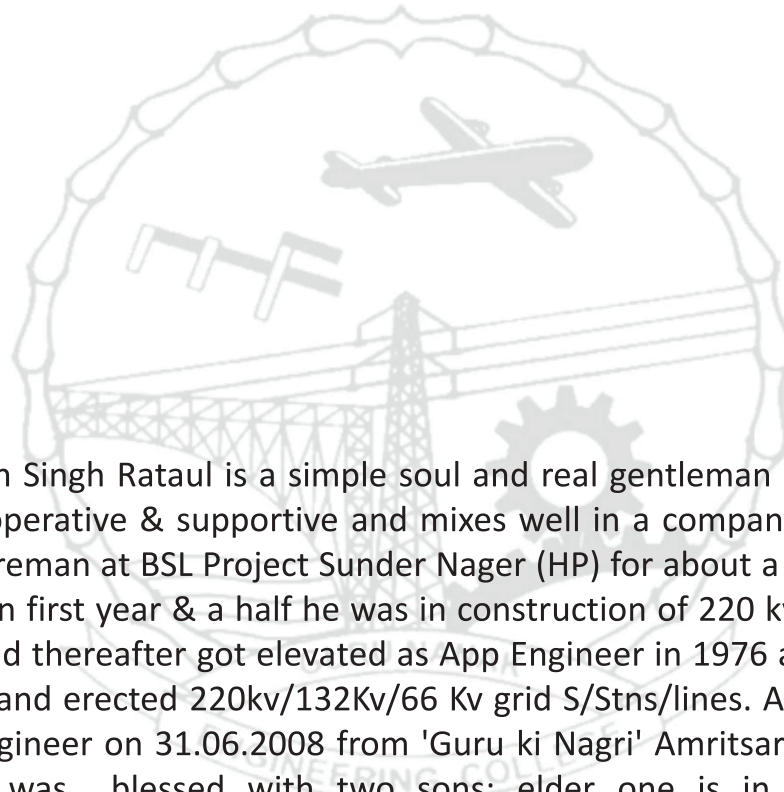 Singh Rataul is a simple soul and real gentleman
operative & supportive and mixes well in a compan
reman at BSL Project Sunder Nager (HP) for about a
n first year & a half he was in construction of 220 k
d thereafter got elevated as App Engineer in 1976 a
and erected 220kv/132Kv/66 Kv grid S/Stns/lines. A
gineer on 31.06.2008 from 'Guru ki Nagri' Amritsar
was blessed with two sons; elder one is in
ENGINEERING COLLEGE